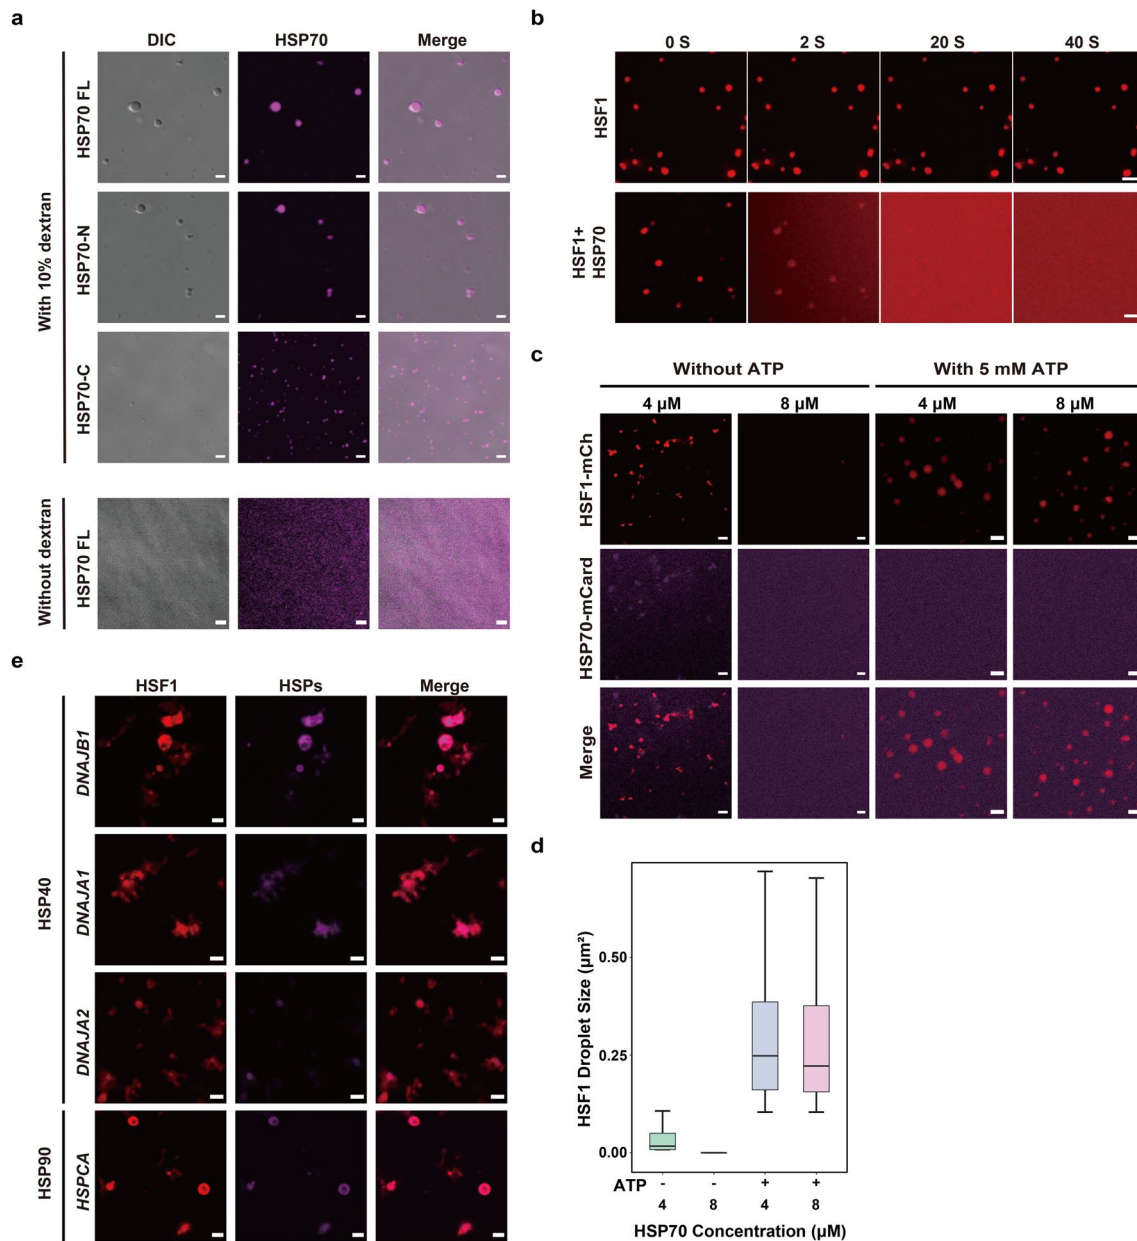 a
DIC HSP70 Merge
With 10% dextran
HSP70 FL
HSP70-N
HSP70-C
Without dextran
HSP70 FL
b
0 S 2 S 20 S 40 S
HSF1
HSF1+
HSP70
c
Without ATP With 5 mM ATP
4 μM 8 μM 4 μM 8 μM
HSF1-mCh
HSP70-mCard
Merge
d
HSF1 Droplet Size (μm²)
0.50
0.25
0.00
ATP - - + +
4 8 4 8
HSP70 Concentration (μM)
e
HSF1 HSPs Merge
HSP40
DNAJB1
DNAJA1
DNAJA2
HSP90
HSPCA